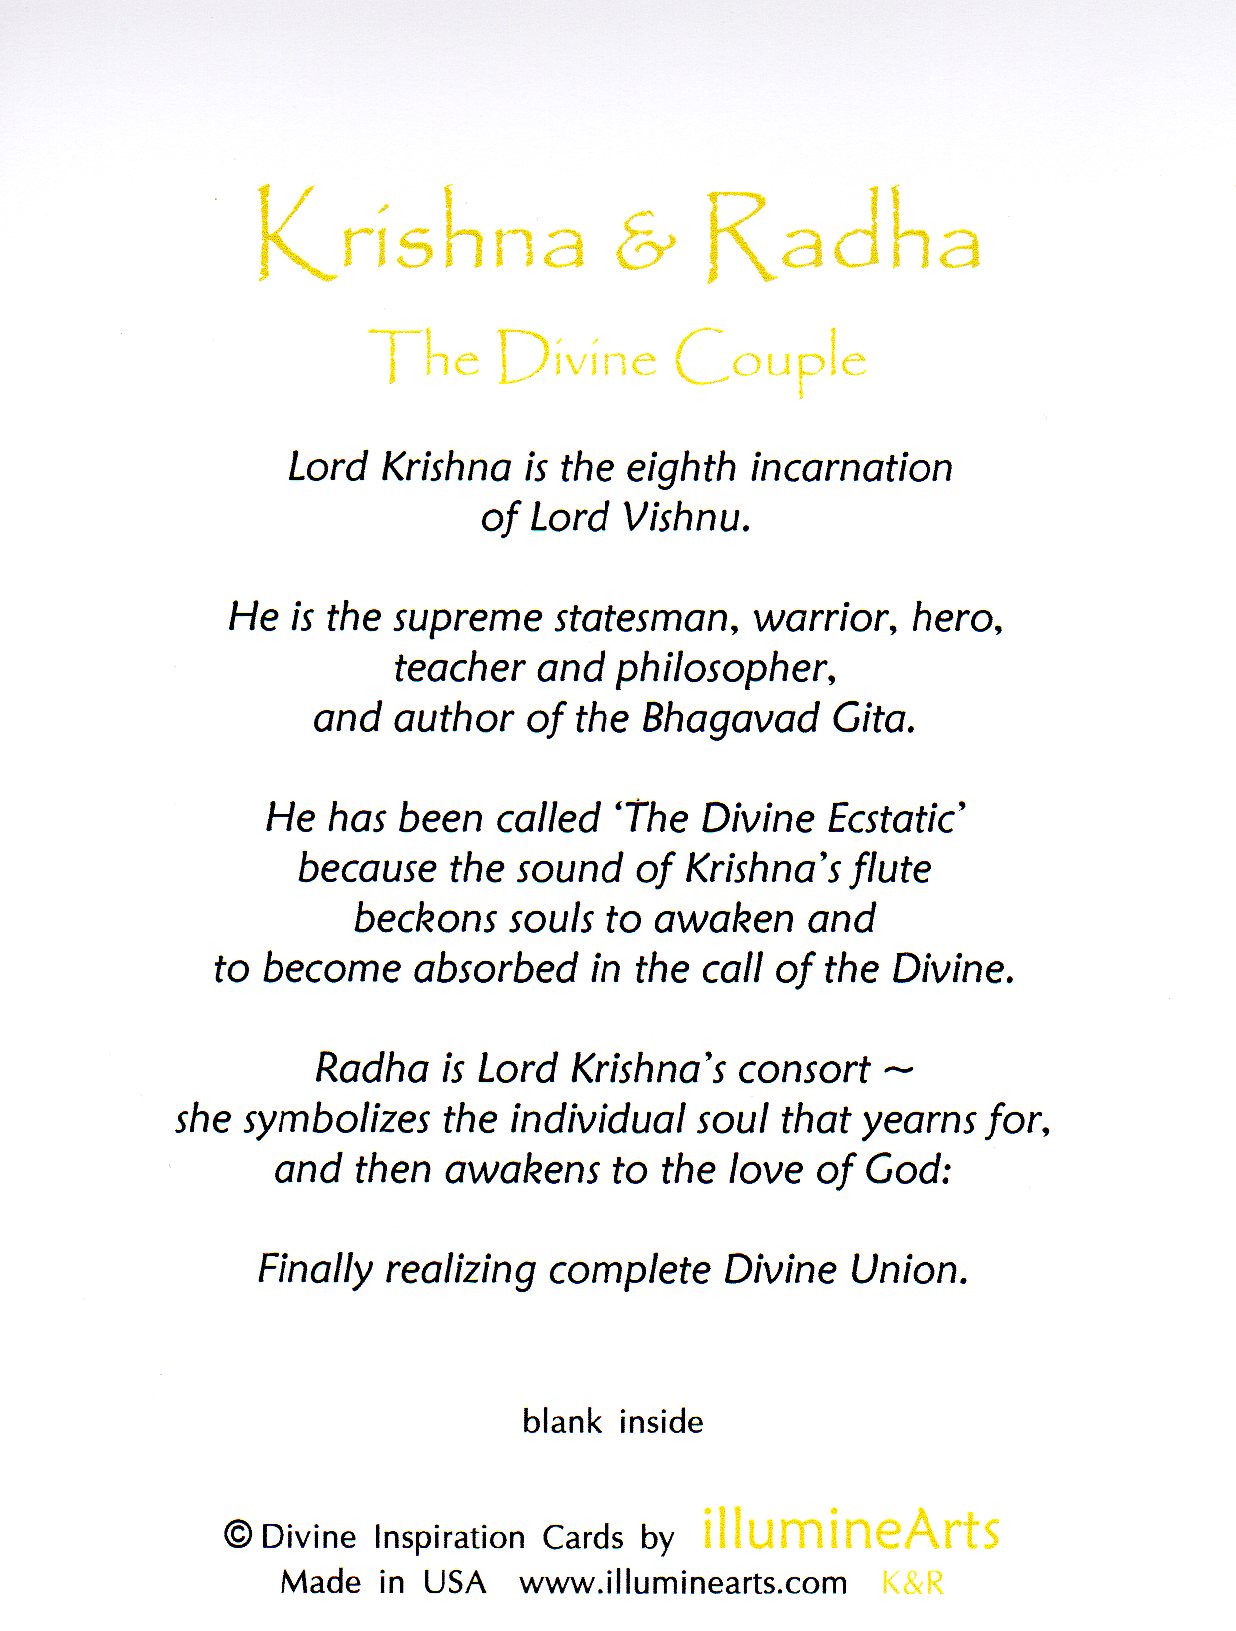 Krishna & Radha
The Divine Couple
Lord Krishna is the eighth incarnation
of Lord Vishnu.
He is the supreme statesman, warrior, hero,
teacher and philosopher,
and author of the Bhagavad Gita.
He has been called ‘The Divine Ecstatic’
because the sound of Krishna’s flute
beckons souls to awaken and
to become absorbed in the call of the Divine.
Radha is Lord Krishna’s consort ~
she symbolizes the individual soul that yearns for,
and then awakens to the love of God:
Finally realizing complete Divine Union.
blank inside
© Divine Inspiration Cards by illumineArts
Made in USA www.illuminearts.com K&R